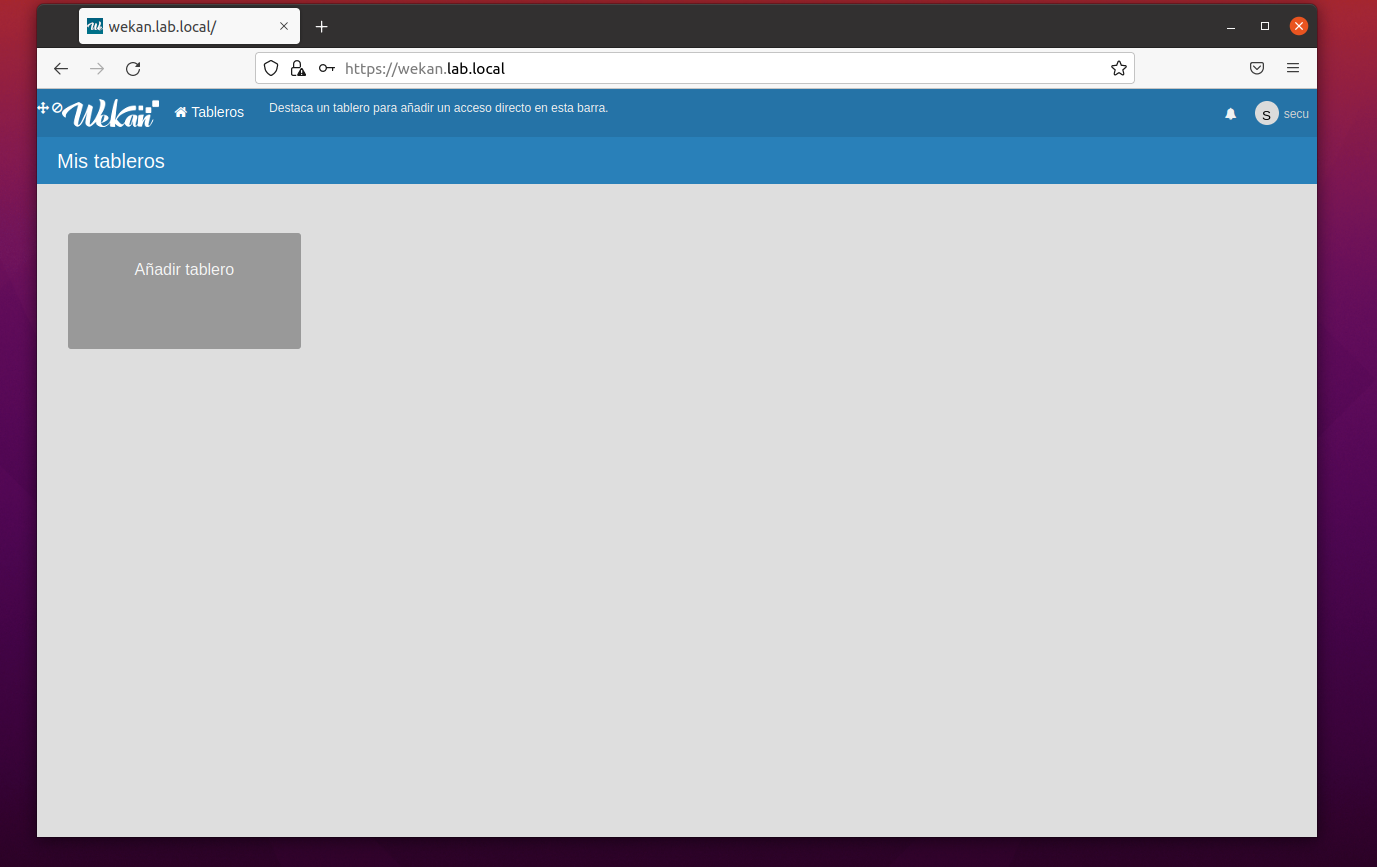 wekan.lab.local/
https://wekan.lab.local
Wekan
Tableros
Destaca un tablero para añadir un acceso directo en esta barra.
S
secu
Mis tableros
Añadir tablero